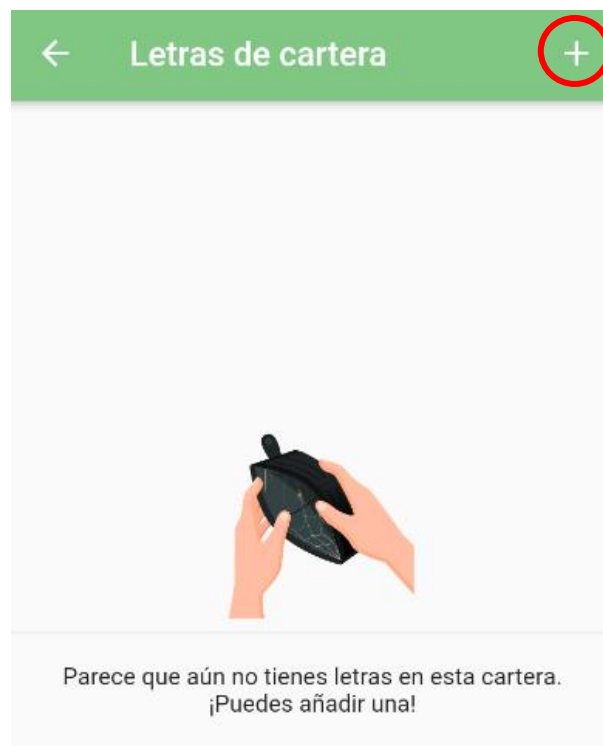 Letras de cartera
Parece que aún no tienes letras en esta cartera.
¡Puedes añadir una!